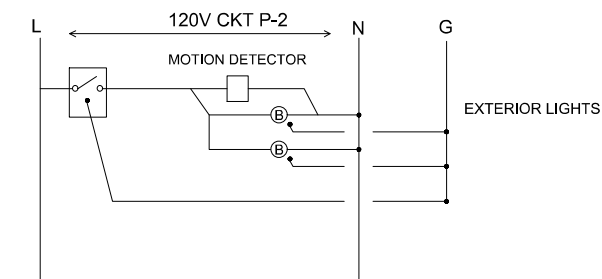 120V CKT P-2
L
N
G
MOTION DETECTOR
EXTERIOR LIGHTS
B
B